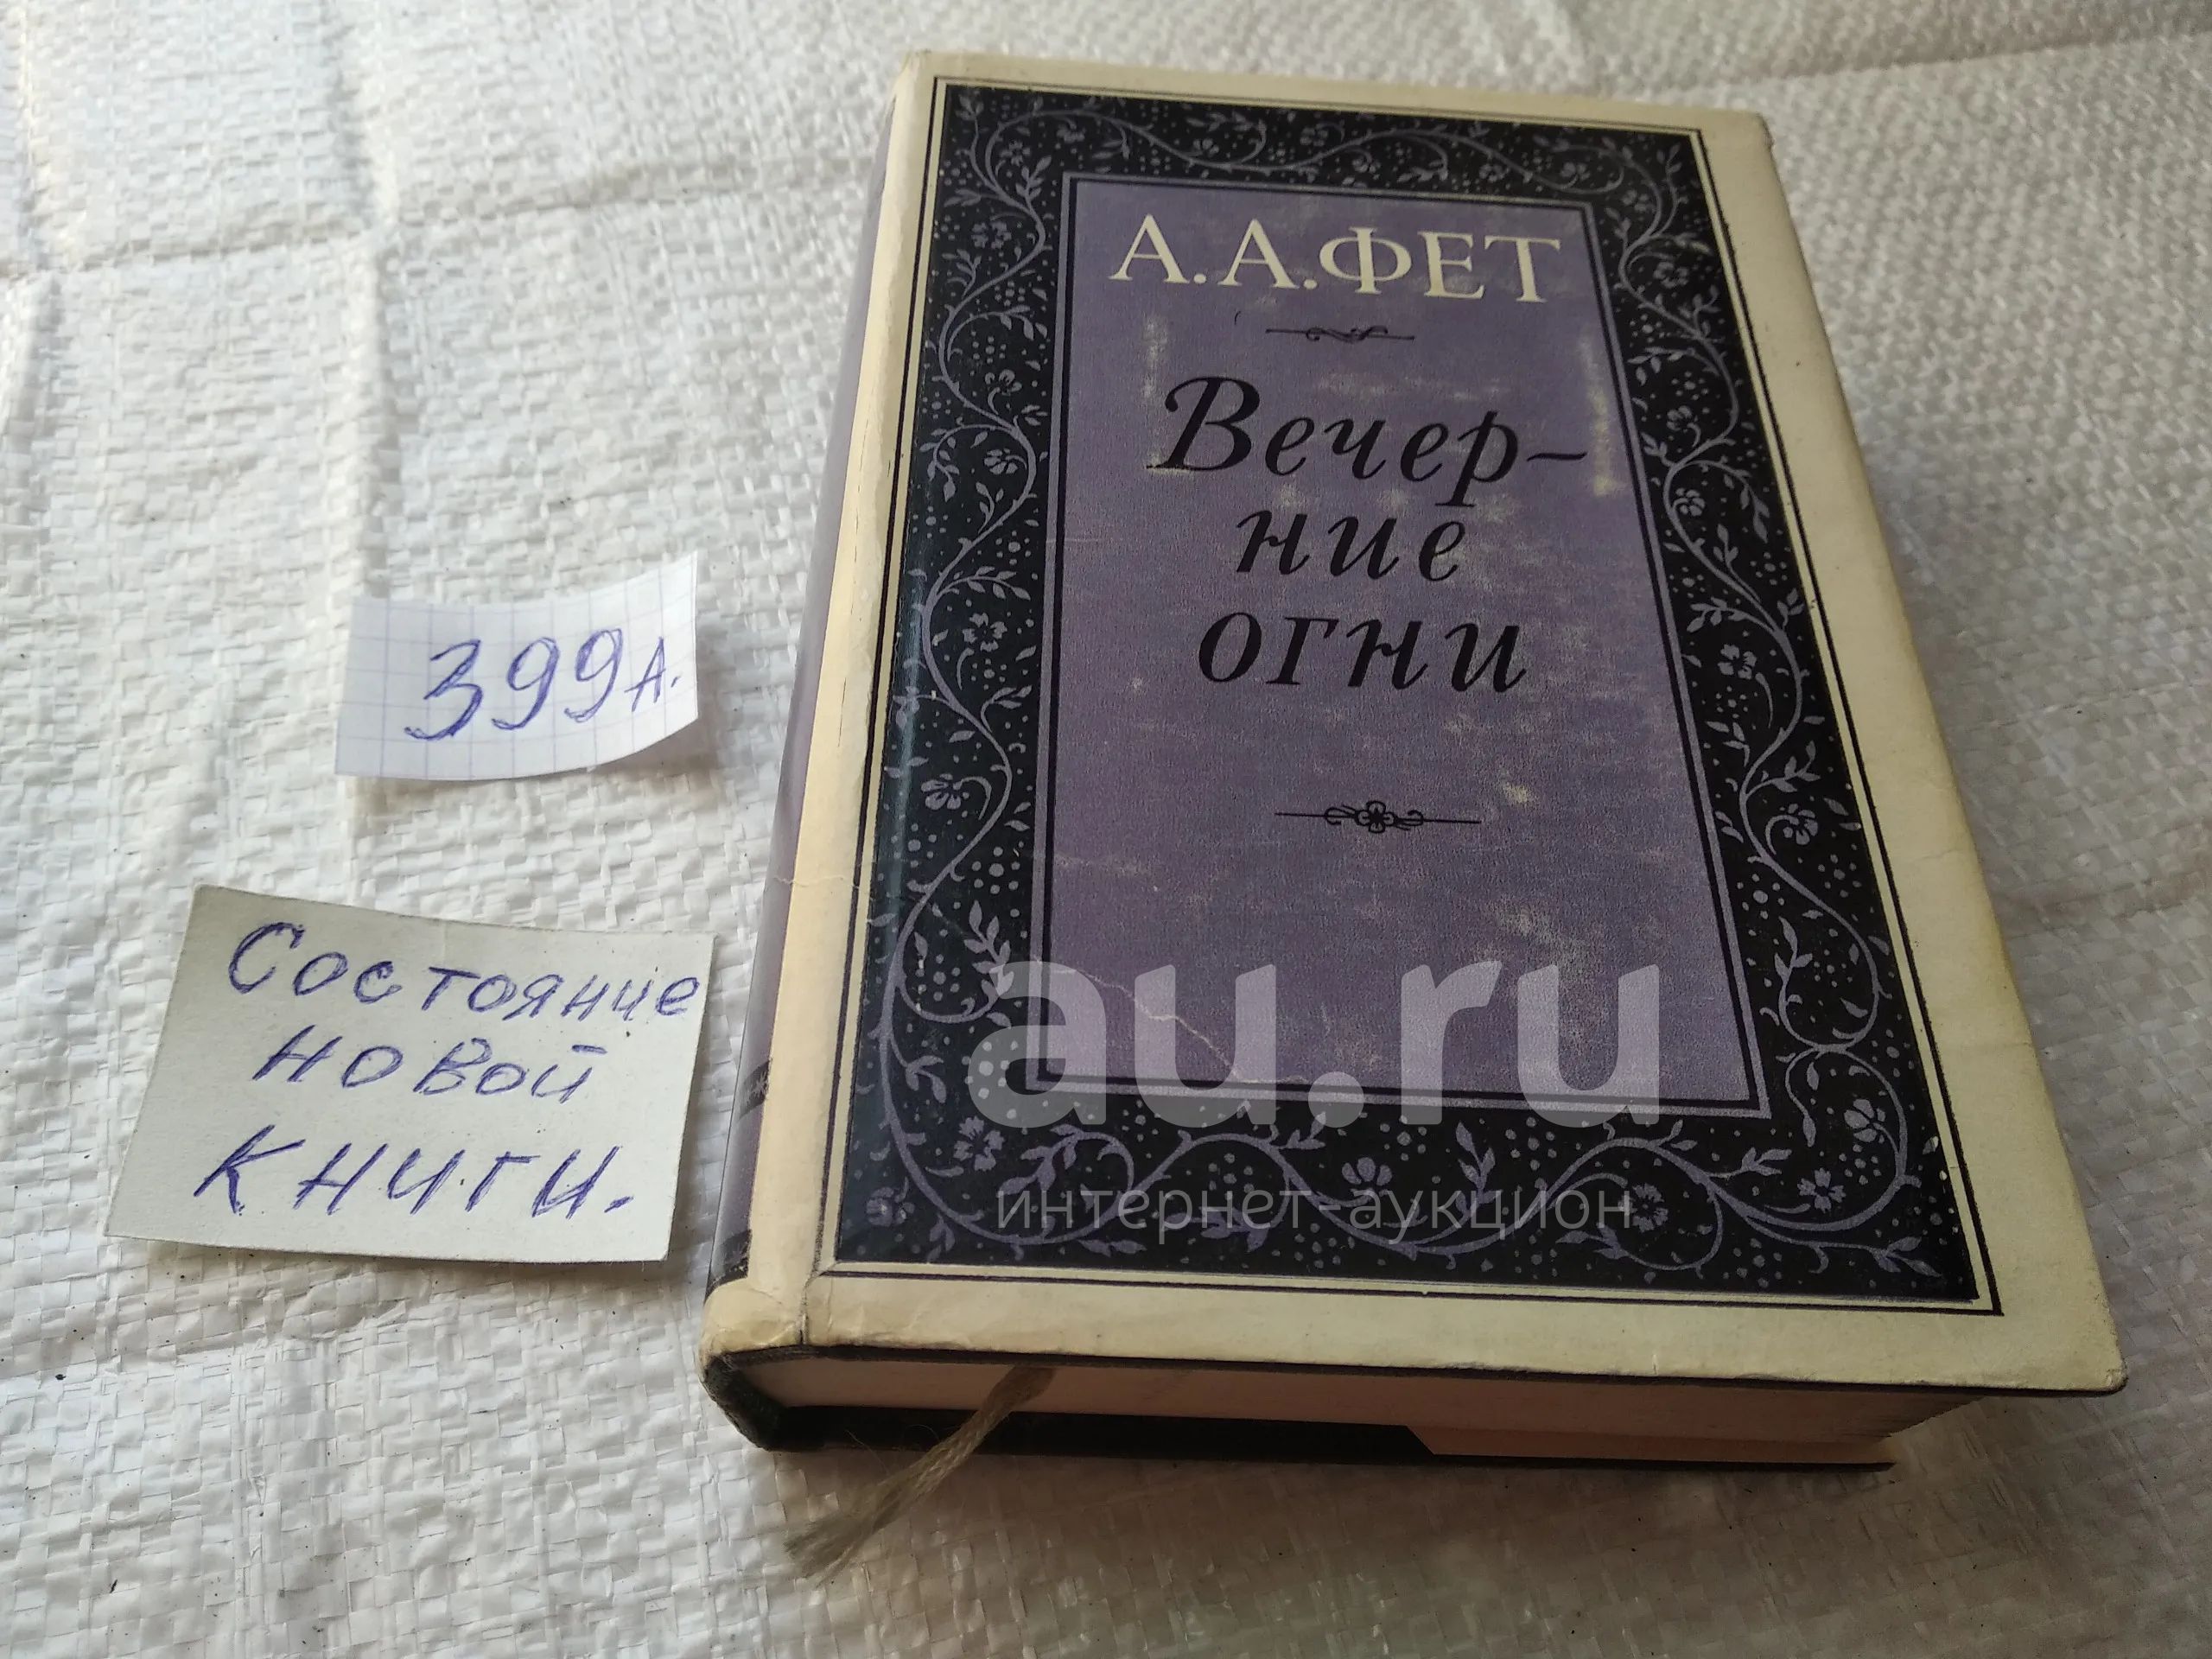 А.А.ФЕТ
Вечер-
ние
огни
399А.
Состояние
новой
книги.
au.ru
интернет-аукцион